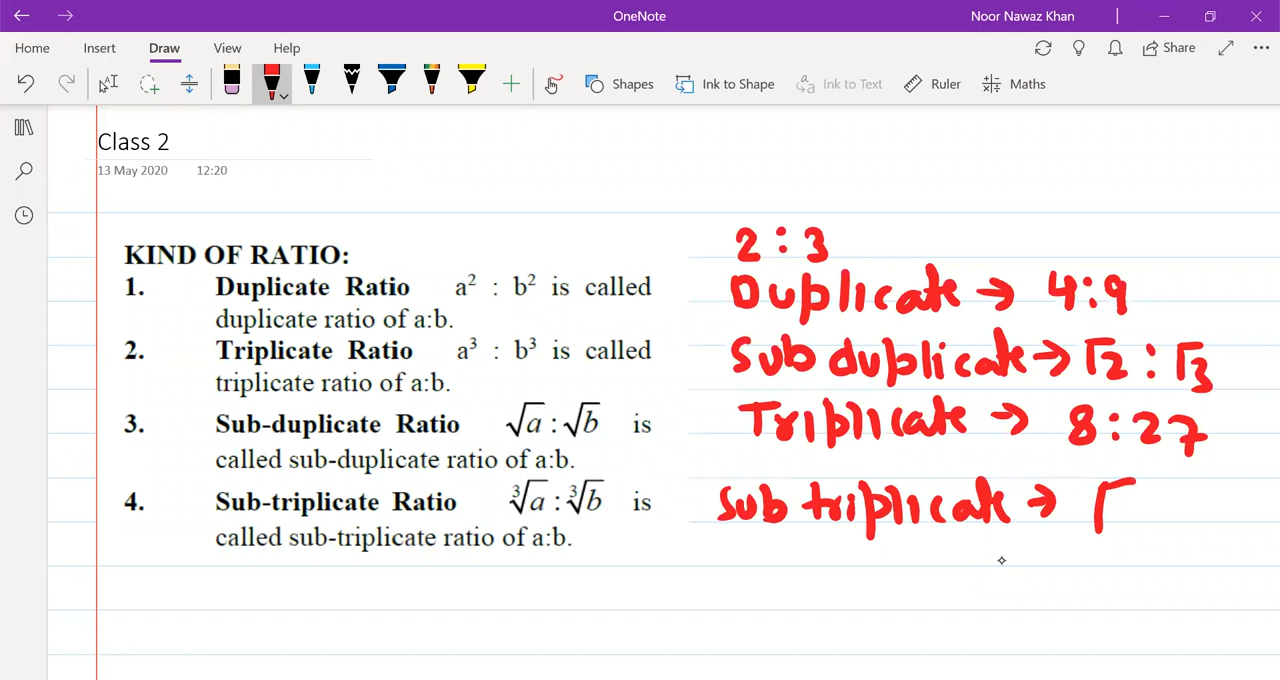 OneNote
Noor Nawaz Khan
Home Insert Draw View Help
Share
Shapes Ink to Shape Ink to Text Ruler Maths
Class 2
13 May 2020 12:20
KIND OF RATIO:
1. Duplicate Ratio a² : b² is called
duplicate ratio of a:b.
2. Triplicate Ratio a³ : b³ is called
triplicate ratio of a:b.
3. Sub-duplicate Ratio √a : √b is
called sub-duplicate ratio of a:b.
4. Sub-triplicate Ratio ∛a : ∛b is
called sub-triplicate ratio of a:b.
2 : 3
Duplicate → 4:9
Sub duplicate → √2 : √3
Triplicate → 8:27
Sub triplicate → √